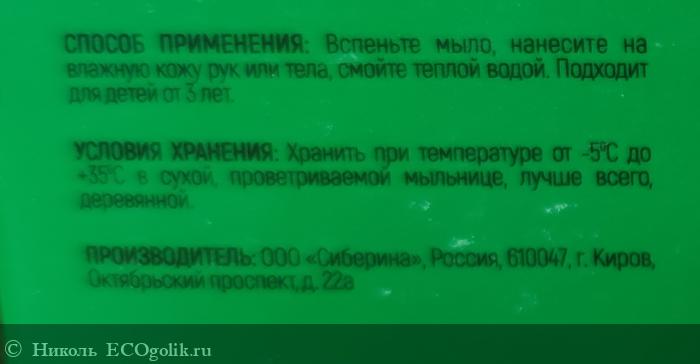 СПОСОБ ПРИМЕНЕНИЯ: Вспеньте мыло, нанесите на
влажную кожу рук или тела, смойте теплой водой. Подходит
для детей от 3 лет.
УСЛОВИЯ ХРАНЕНИЯ: Хранить при температуре от -5°С до
+35°С в сухой, проветриваемой мыльнице, лучше всего,
деревянной.
ПРОИЗВОДИТЕЛЬ: ООО «Сиберина», Россия, 610047, г. Киров,
Октябрьский проспект, д. 22а
© Николь ECOgolik.ru